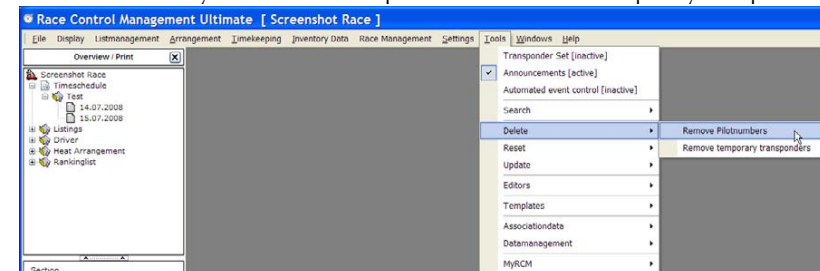 Race Control Management Ultimate [ Screenshot Race ]
File Display Listmanagement Arrangement Timekeeping Inventory Data Race Management Settings Tools Windows Help
Overview / Print
Screenshot Race
Timeschedule
Test
14.07.2008
15.07.2008
Listings
Driver
Heat Arrangement
Rankinglist
Section
Transponder Set [inactive]
Announcements [active]
Automated event control [inactive]
Search
Delete
Reset
Update
Editors
Templates
Associationdata
Datamanagement
MyRCM
Remove Pilotnumbers
Remove temporary transponders